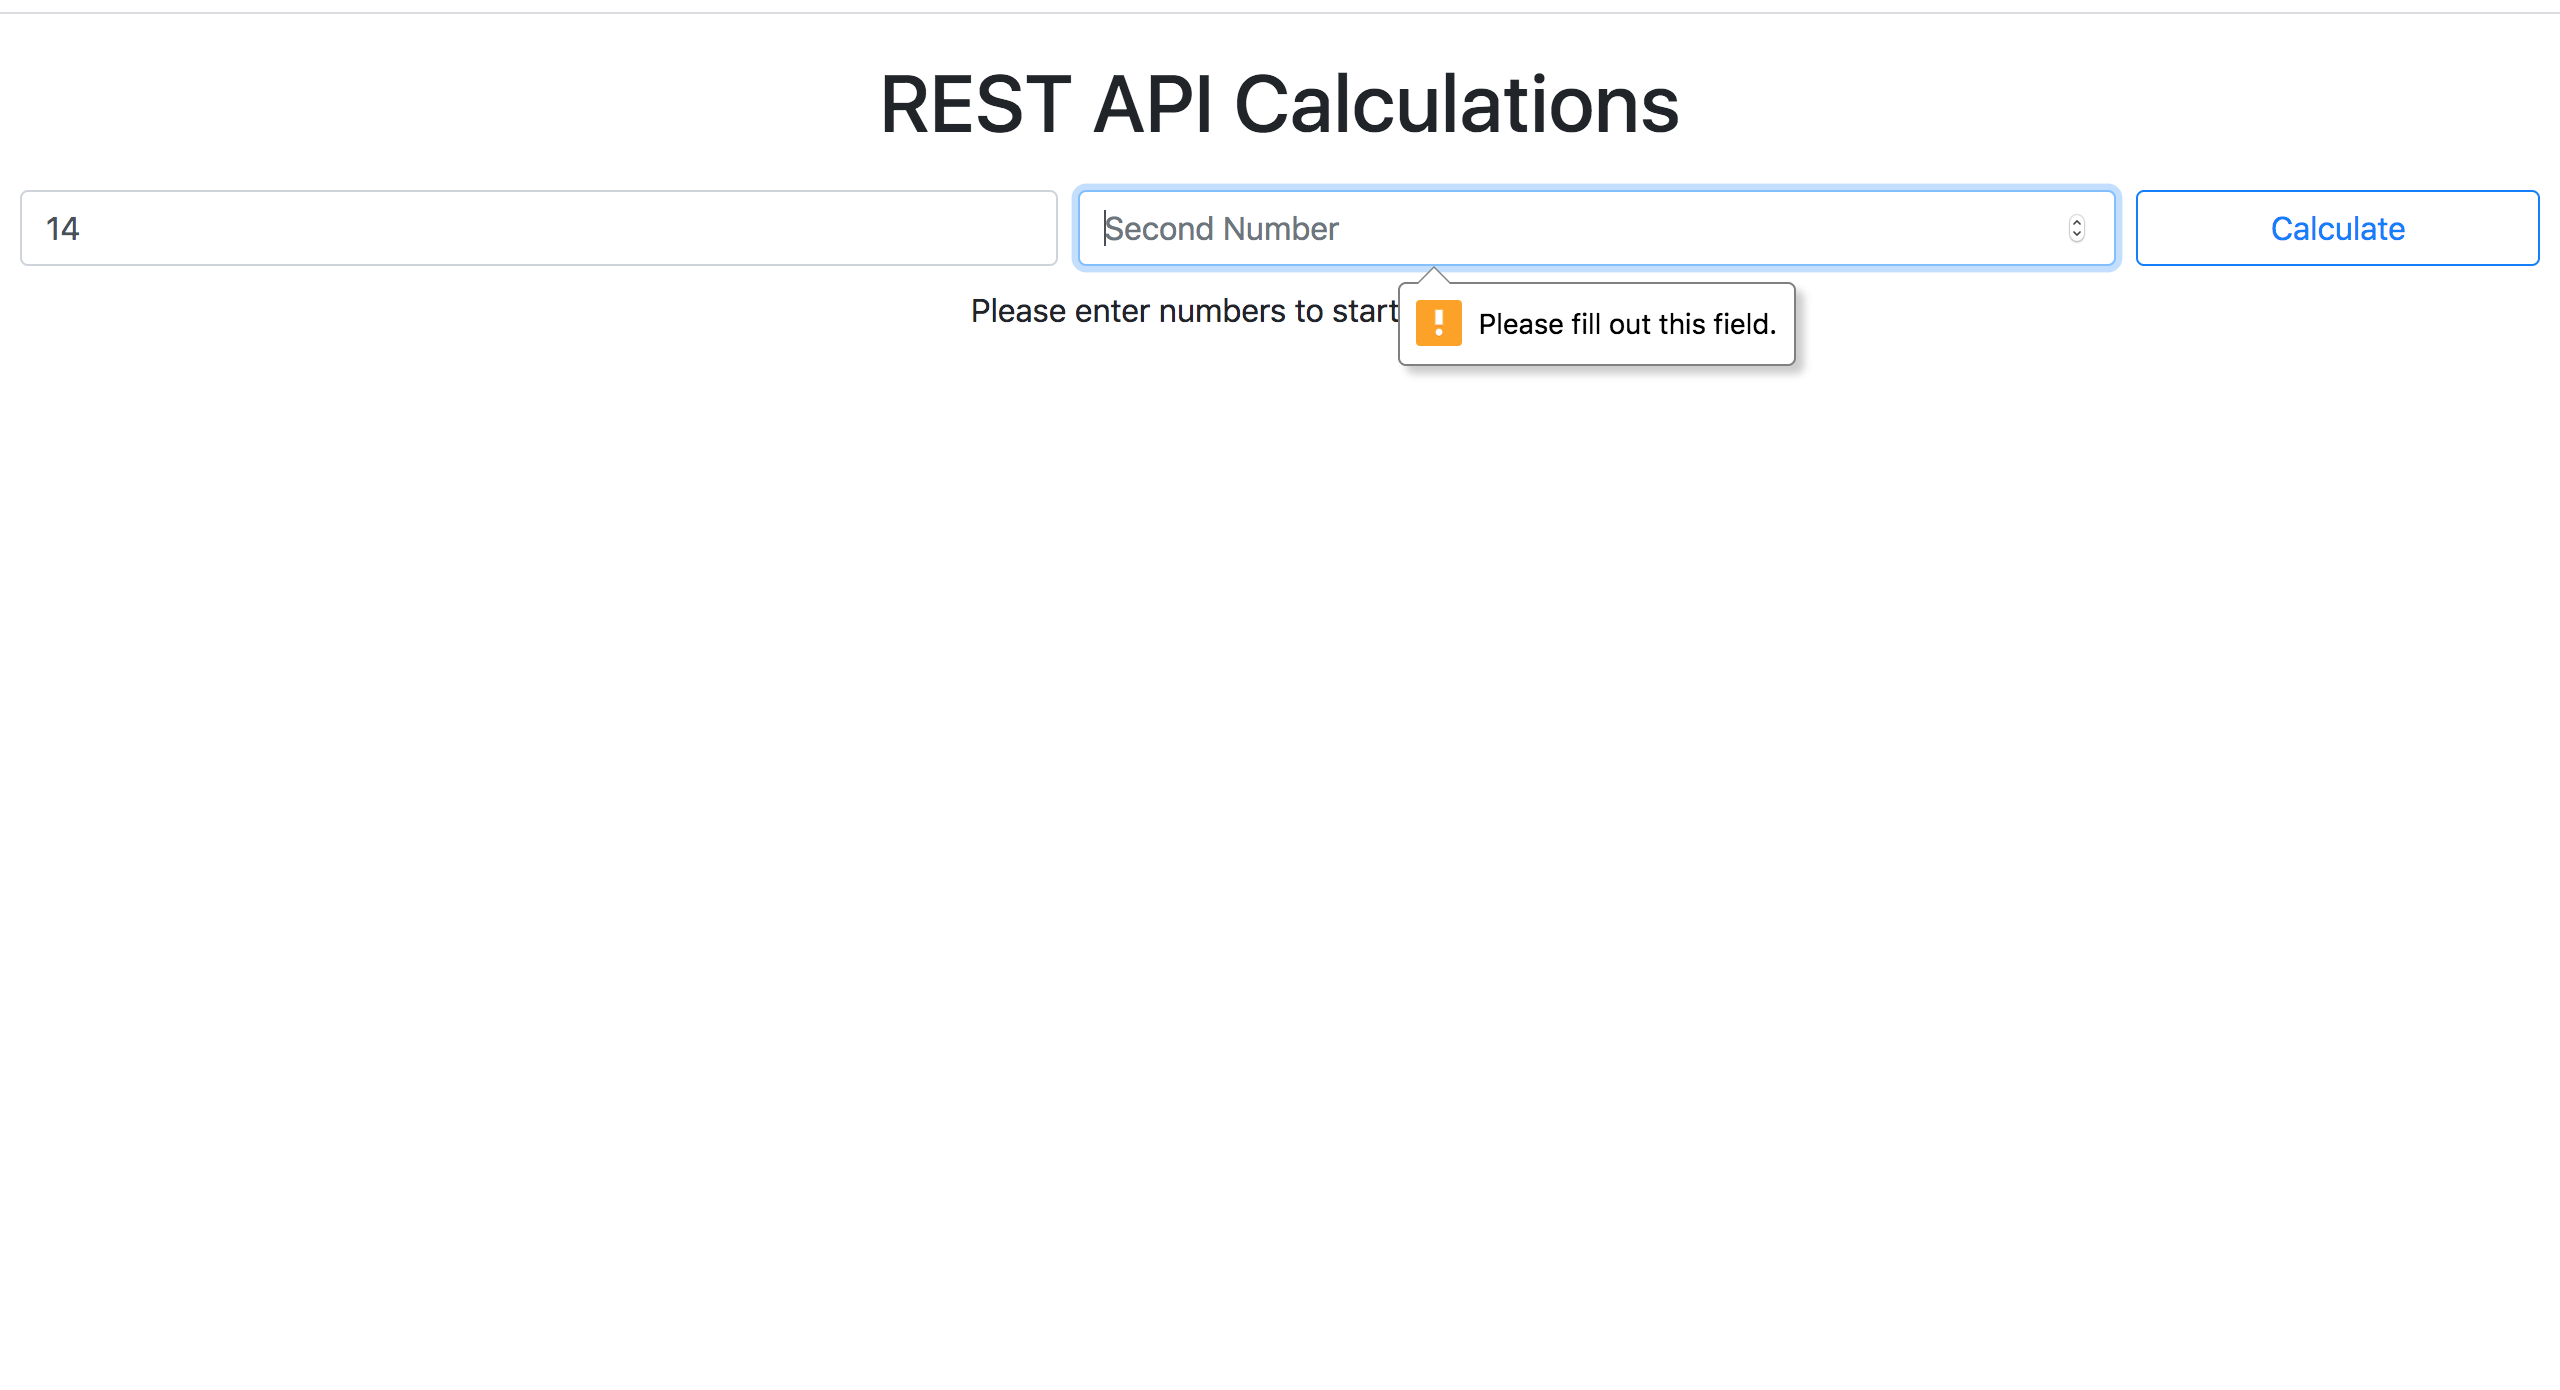 REST API Calculations
14
Second Number
Calculate
Please enter numbers to start
Please fill out this field.